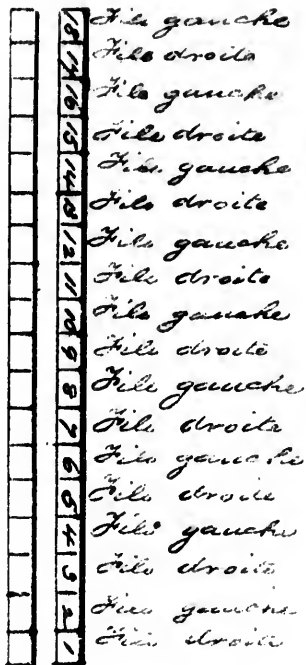 18 File gauche
17 File droite
16 File gauche
15 File droite
14 File gauche
13 File droite
12 File gauche
11 File droite
10 File gauche
9 File droite
8 File gauche
7 File droite
6 File gauche
5 File droite
4 File gauche
3 File droite
2 File gauche
1 File droite